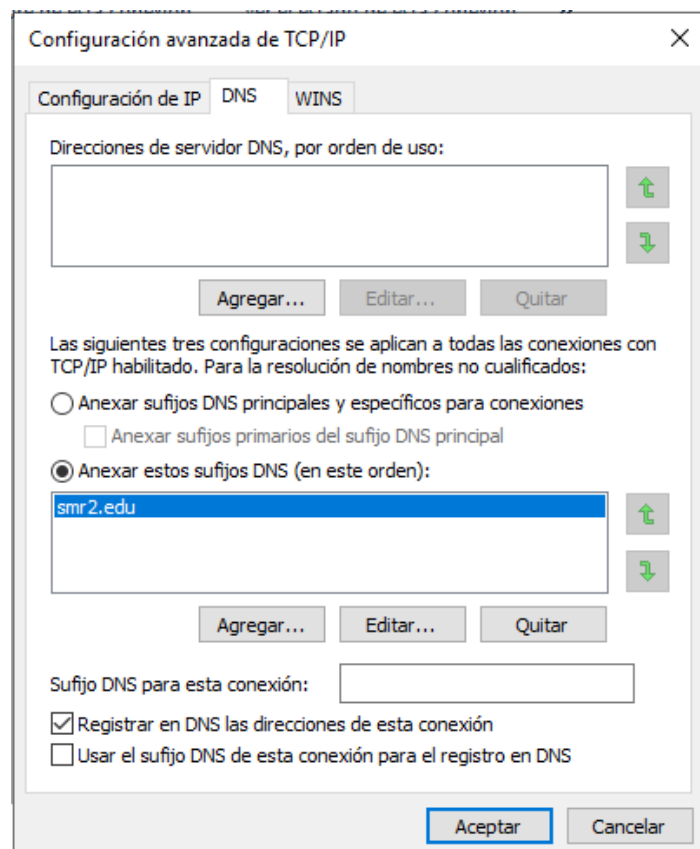 Configuración avanzada de TCP/IP
Configuración de IP DNS WINS
Direcciones de servidor DNS, por orden de uso:
Agregar... Editar... Quitar
Las siguientes tres configuraciones se aplican a todas las conexiones con
TCP/IP habilitado. Para la resolución de nombres no cualificados:
Anexar sufijos DNS principales y específicos para conexiones
Anexar sufijos primarios del sufijo DNS principal
Anexar estos sufijos DNS (en este orden):
smr2.edu
Agregar... Editar... Quitar
Sufijo DNS para esta conexión:
Registrar en DNS las direcciones de esta conexión
Usar el sufijo DNS de esta conexión para el registro en DNS
Aceptar Cancelar